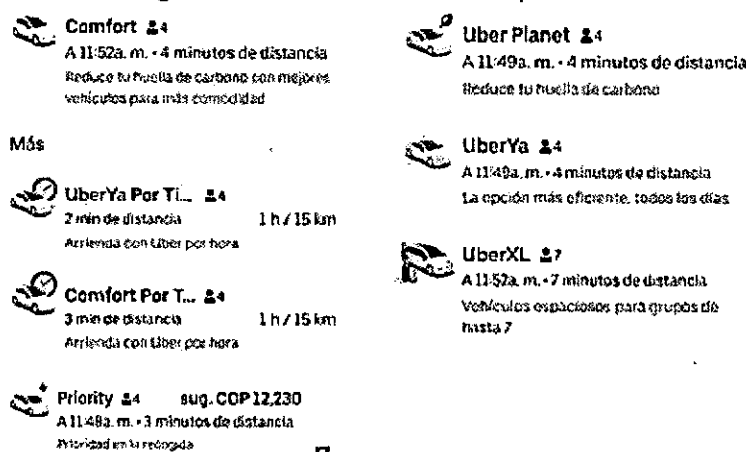 Comfort 4
A 11:52a. m. • 4 minutos de distancia
Reduce tu huella de carbono con mejores
vehículos para más comodidad
Más
UberYa Por Ti... 4
2 min de distancia 1 h / 15 km
Arrienda con Uber por hora
Comfort Por T... 4
3 min de distancia 1 h / 15 km
Arrienda con Uber por hora
Priority 4 sug. COP 12,230
A 11:48a. m. • 3 minutos de distancia
Prioridad en la recogida
Uber Planet 4
A 11:49a. m. • 4 minutos de distancia
Reduce tu huella de carbono
UberYa 4
A 11:49a. m. • 4 minutos de distancia
La opción más eficiente, todos los días
UberXL 7
A 11:52a. m. • 7 minutos de distancia
Vehículos espaciosos para grupos de
hasta 7